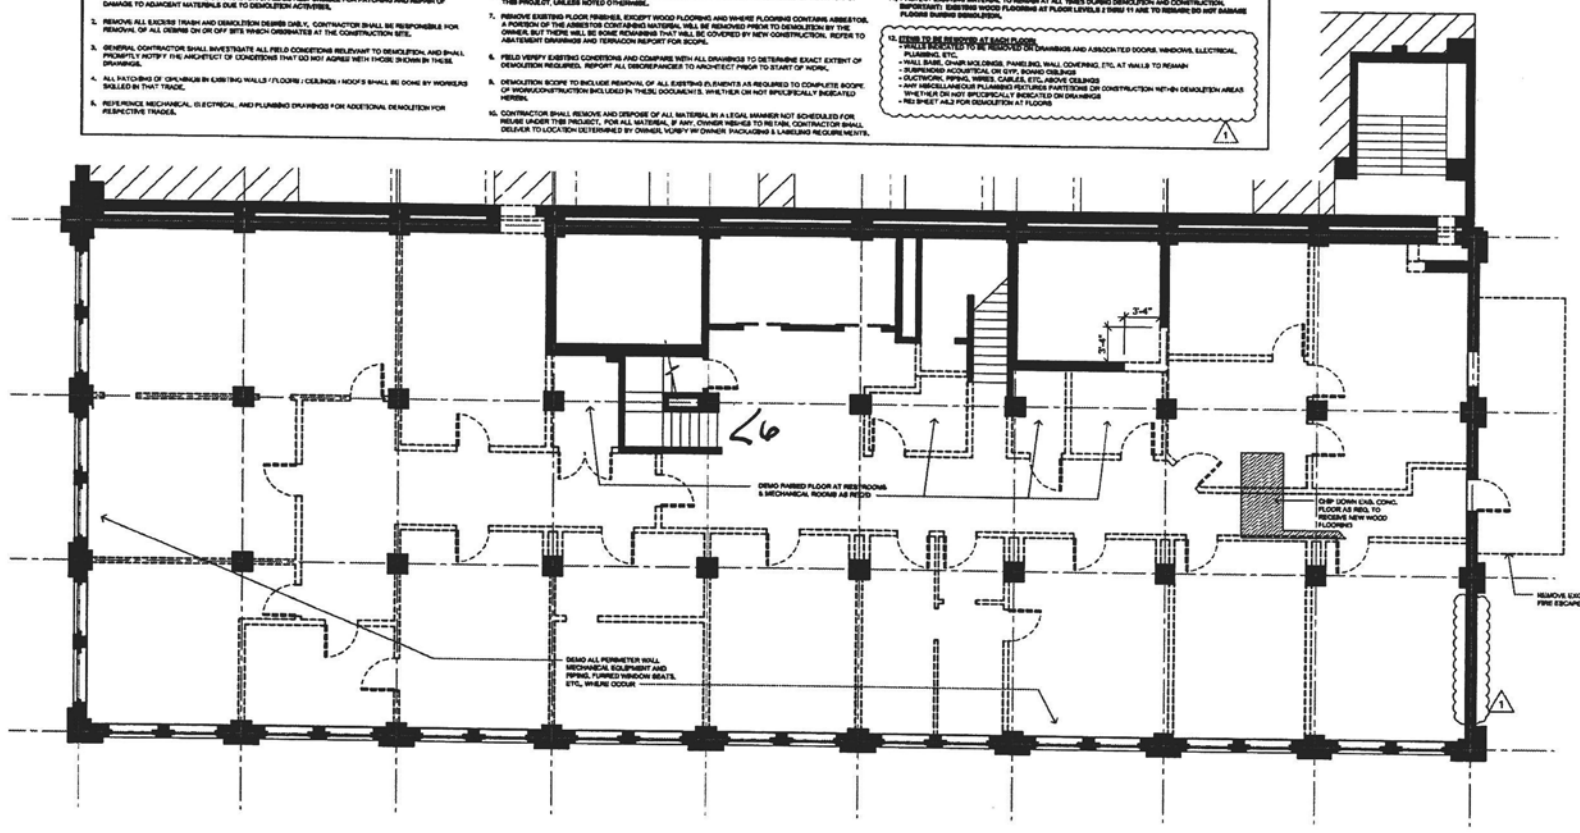 DAMAGE TO ADJACENT MATERIALS DUE TO DEMOLITION ACTIVITIES.
2. REMOVE ALL EXCESS TRASH AND DEMOLITION DEBRIS DAILY, CONTRACTOR SHALL BE RESPONSIBLE FOR
REMOVAL OF ALL DEBRIS ON OR OFF SITE WHICH ORIGINATES AT THE CONSTRUCTION SITE.
3. GENERAL CONTRACTOR SHALL INVESTIGATE ALL FIELD CONDITIONS RELEVANT TO DEMOLITION, AND SHALL
PROMPTLY NOTIFY THE ARCHITECT OF CONDITIONS THAT DO NOT AGREE WITH THOSE SHOWN IN THESE
DRAWINGS.
4. ALL PATCHING OF OPENINGS IN EXISTING WALLS / FLOORS / CEILINGS / ROOFS SHALL BE DONE BY WORKERS
SKILLED IN THAT TRADE.
5. REFERENCE MECHANICAL, ELECTRICAL, AND PLUMBING DRAWINGS FOR ADDITIONAL DEMOLITION FOR
RESPECTIVE TRADES.
THIS PROJECT, UNLESS NOTED OTHERWISE.
7. REMOVE EXISTING FLOOR FINISHES, EXCEPT WOOD FLOORING AND WHERE FLOORING CONTAINS ASBESTOS.
A PORTION OF THE ASBESTOS CONTAINING MATERIAL WILL BE REMOVED PRIOR TO DEMOLITION BY THE
OWNER, BUT THERE WILL BE SOME REMAINING THAT WILL BE COVERED BY NEW CONSTRUCTION. REFER TO
ABATEMENT DRAWINGS AND TERRACON REPORT FOR SCOPE.
FIELD VERIFY EXISTING CONDITIONS AND COMPARE WITH ALL DRAWINGS TO DETERMINE EXACT EXTENT OF
DEMOLITION REQUIRED. REPORT ALL DISCREPANCIES TO ARCHITECT PRIOR TO START OF WORK.
DEMOLITION SCOPE TO INCLUDE REMOVAL OF ALL EXISTING ELEMENTS AS REQUIRED TO COMPLETE SCOPE
OF WORK/CONSTRUCTION INCLUDED IN THESE DOCUMENTS, WHETHER OR NOT SPECIFICALLY INDICATED
HEREIN.
10. CONTRACTOR SHALL REMOVE AND DISPOSE OF ALL MATERIAL IN A LEGAL MANNER NOT SCHEDULED FOR
REUSE UNDER THIS PROJECT. FOR ALL MATERIAL, IF ANY, OWNER WISHES TO RETAIN, CONTRACTOR SHALL
DELIVER TO LOCATION DETERMINED BY OWNER, VERIFY W/ OWNER PACKAGING & LABELING REQUIREMENTS.
EXISTING MATERIAL TO REMAIN AT ALL TIMES DURING DEMOLITION AND CONSTRUCTION.
IMPORTANT: EXISTING WOOD FLOORING AT FLOOR LEVELS 2 THRU 11 ARE TO REMAIN; DO NOT DAMAGE
FLOORS DURING DEMOLITION.
12. ITEMS TO BE REMOVED AT EACH FLOOR:
- WALLS INDICATED TO BE REMOVED ON DRAWINGS AND ASSOCIATED DOORS, WINDOWS, ELECTRICAL,
PLUMBING, ETC.
- WALL BASE, CHAIR MOLDINGS, PANELING, WALL COVERING, ETC. AT WALLS TO REMAIN
- SUSPENDED ACOUSTICAL OR GYP. BOARD CEILINGS
- DUCTWORK, PIPING, WIRES, CABLES, ETC. ABOVE CEILINGS
- ANY MISCELLANEOUS PLUMBING FIXTURES PARTITIONS OR CONSTRUCTION WITHIN DEMOLITION AREAS
WHETHER OR NOT SPECIFICALLY INDICATED ON DRAWINGS
- RE: SHEET A6.2 FOR DEMOLITION AT FLOORS
1
3'-4"
3'-4"
DEMO RAISED FLOOR AT RESTROOMS
& MECHANICAL ROOMS AS REQ'D
CHIP DOWN EXG. CONC.
FLOOR AS REQ. TO
RECEIVE NEW WOOD
FLOORING
REMOVE EXG
FIRE ESCAPE
DEMO ALL PERIMETER WALL
MECHANICAL EQUIPMENT AND
PIPING, FURRED WINDOW SEATS,
ETC., WHERE OCCUR
1